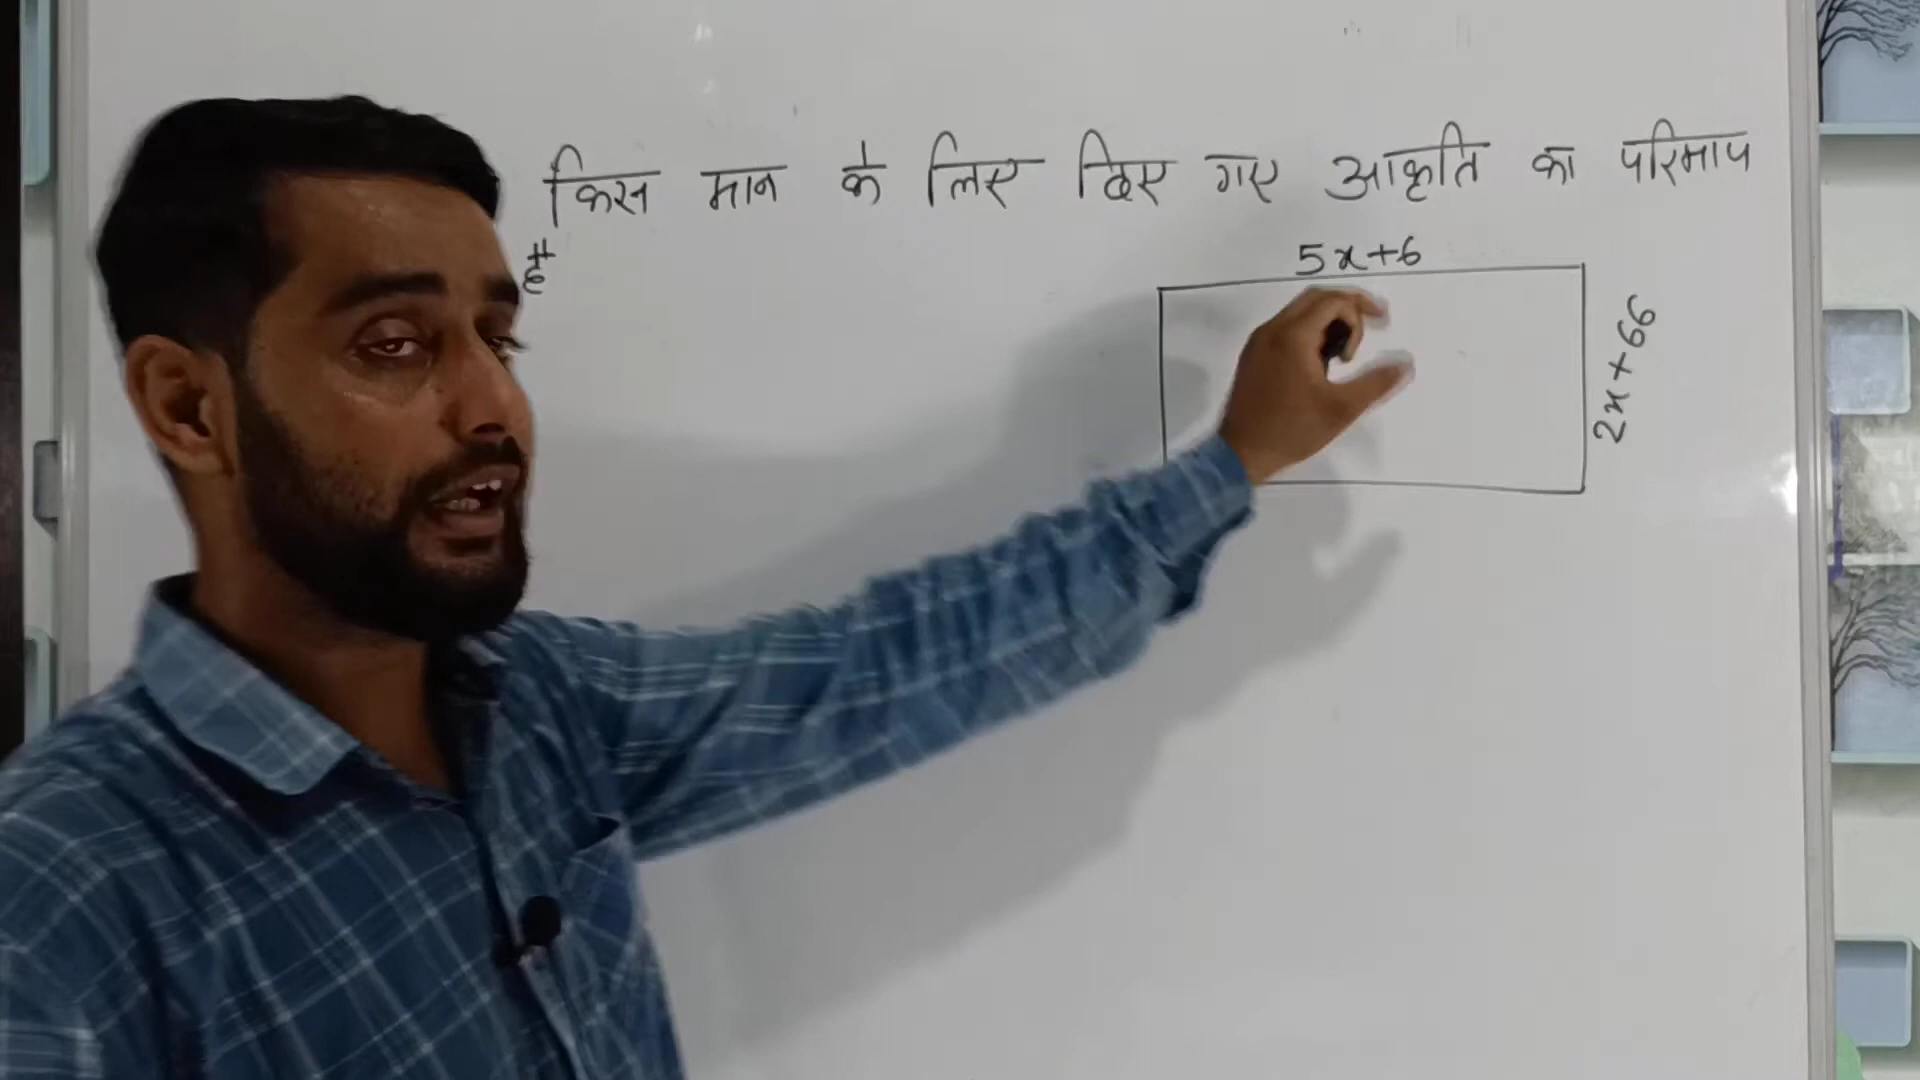 किस मान के लिए दिए गए आकृति का परिमाप
है
5x+6
2x+66